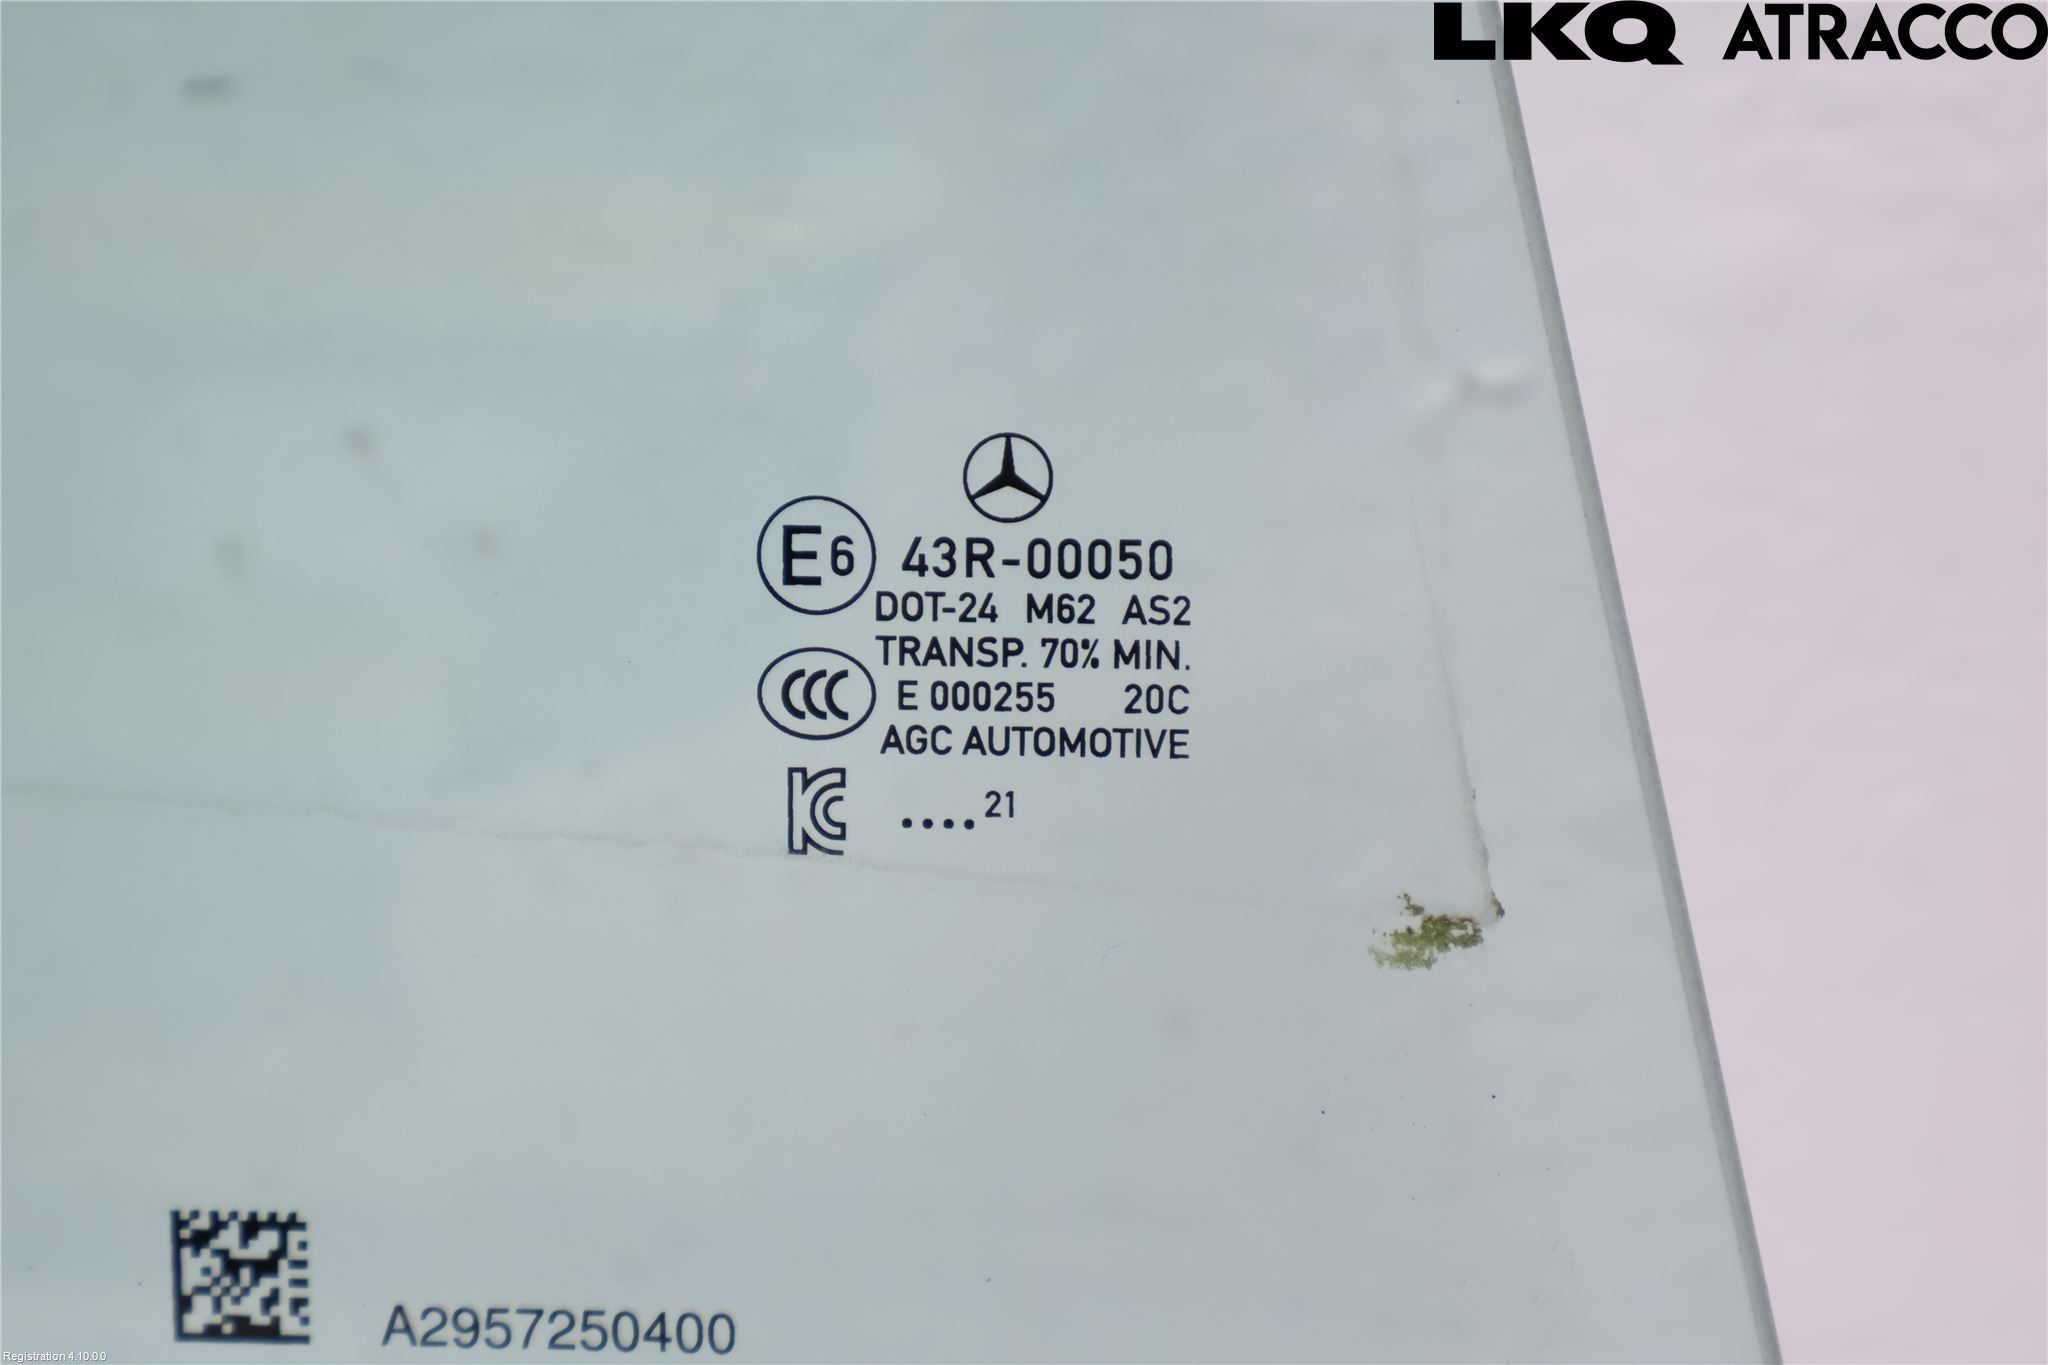 LKQ ATRACCO
E6 43R-00050
DOT-24 M62 AS2
TRANSP. 70% MIN.
CCC E 000255 20C
AGC AUTOMOTIVE
KC ....21
A2957250400
Registration 4.10.0.0